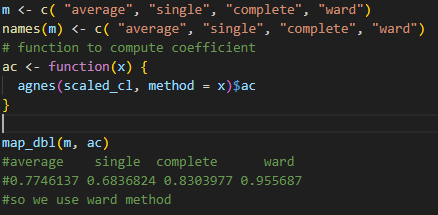 m <- c( "average", "single", "complete", "ward")
names(m) <- c( "average", "single", "complete", "ward")
# function to compute coefficient
ac <- function(x) {
  agnes(scaled_cl, method = x)$ac
}
map_dbl(m, ac)
#average    single  complete      ward
#0.7746137 0.6836824 0.8303977 0.955687
#so we use ward method